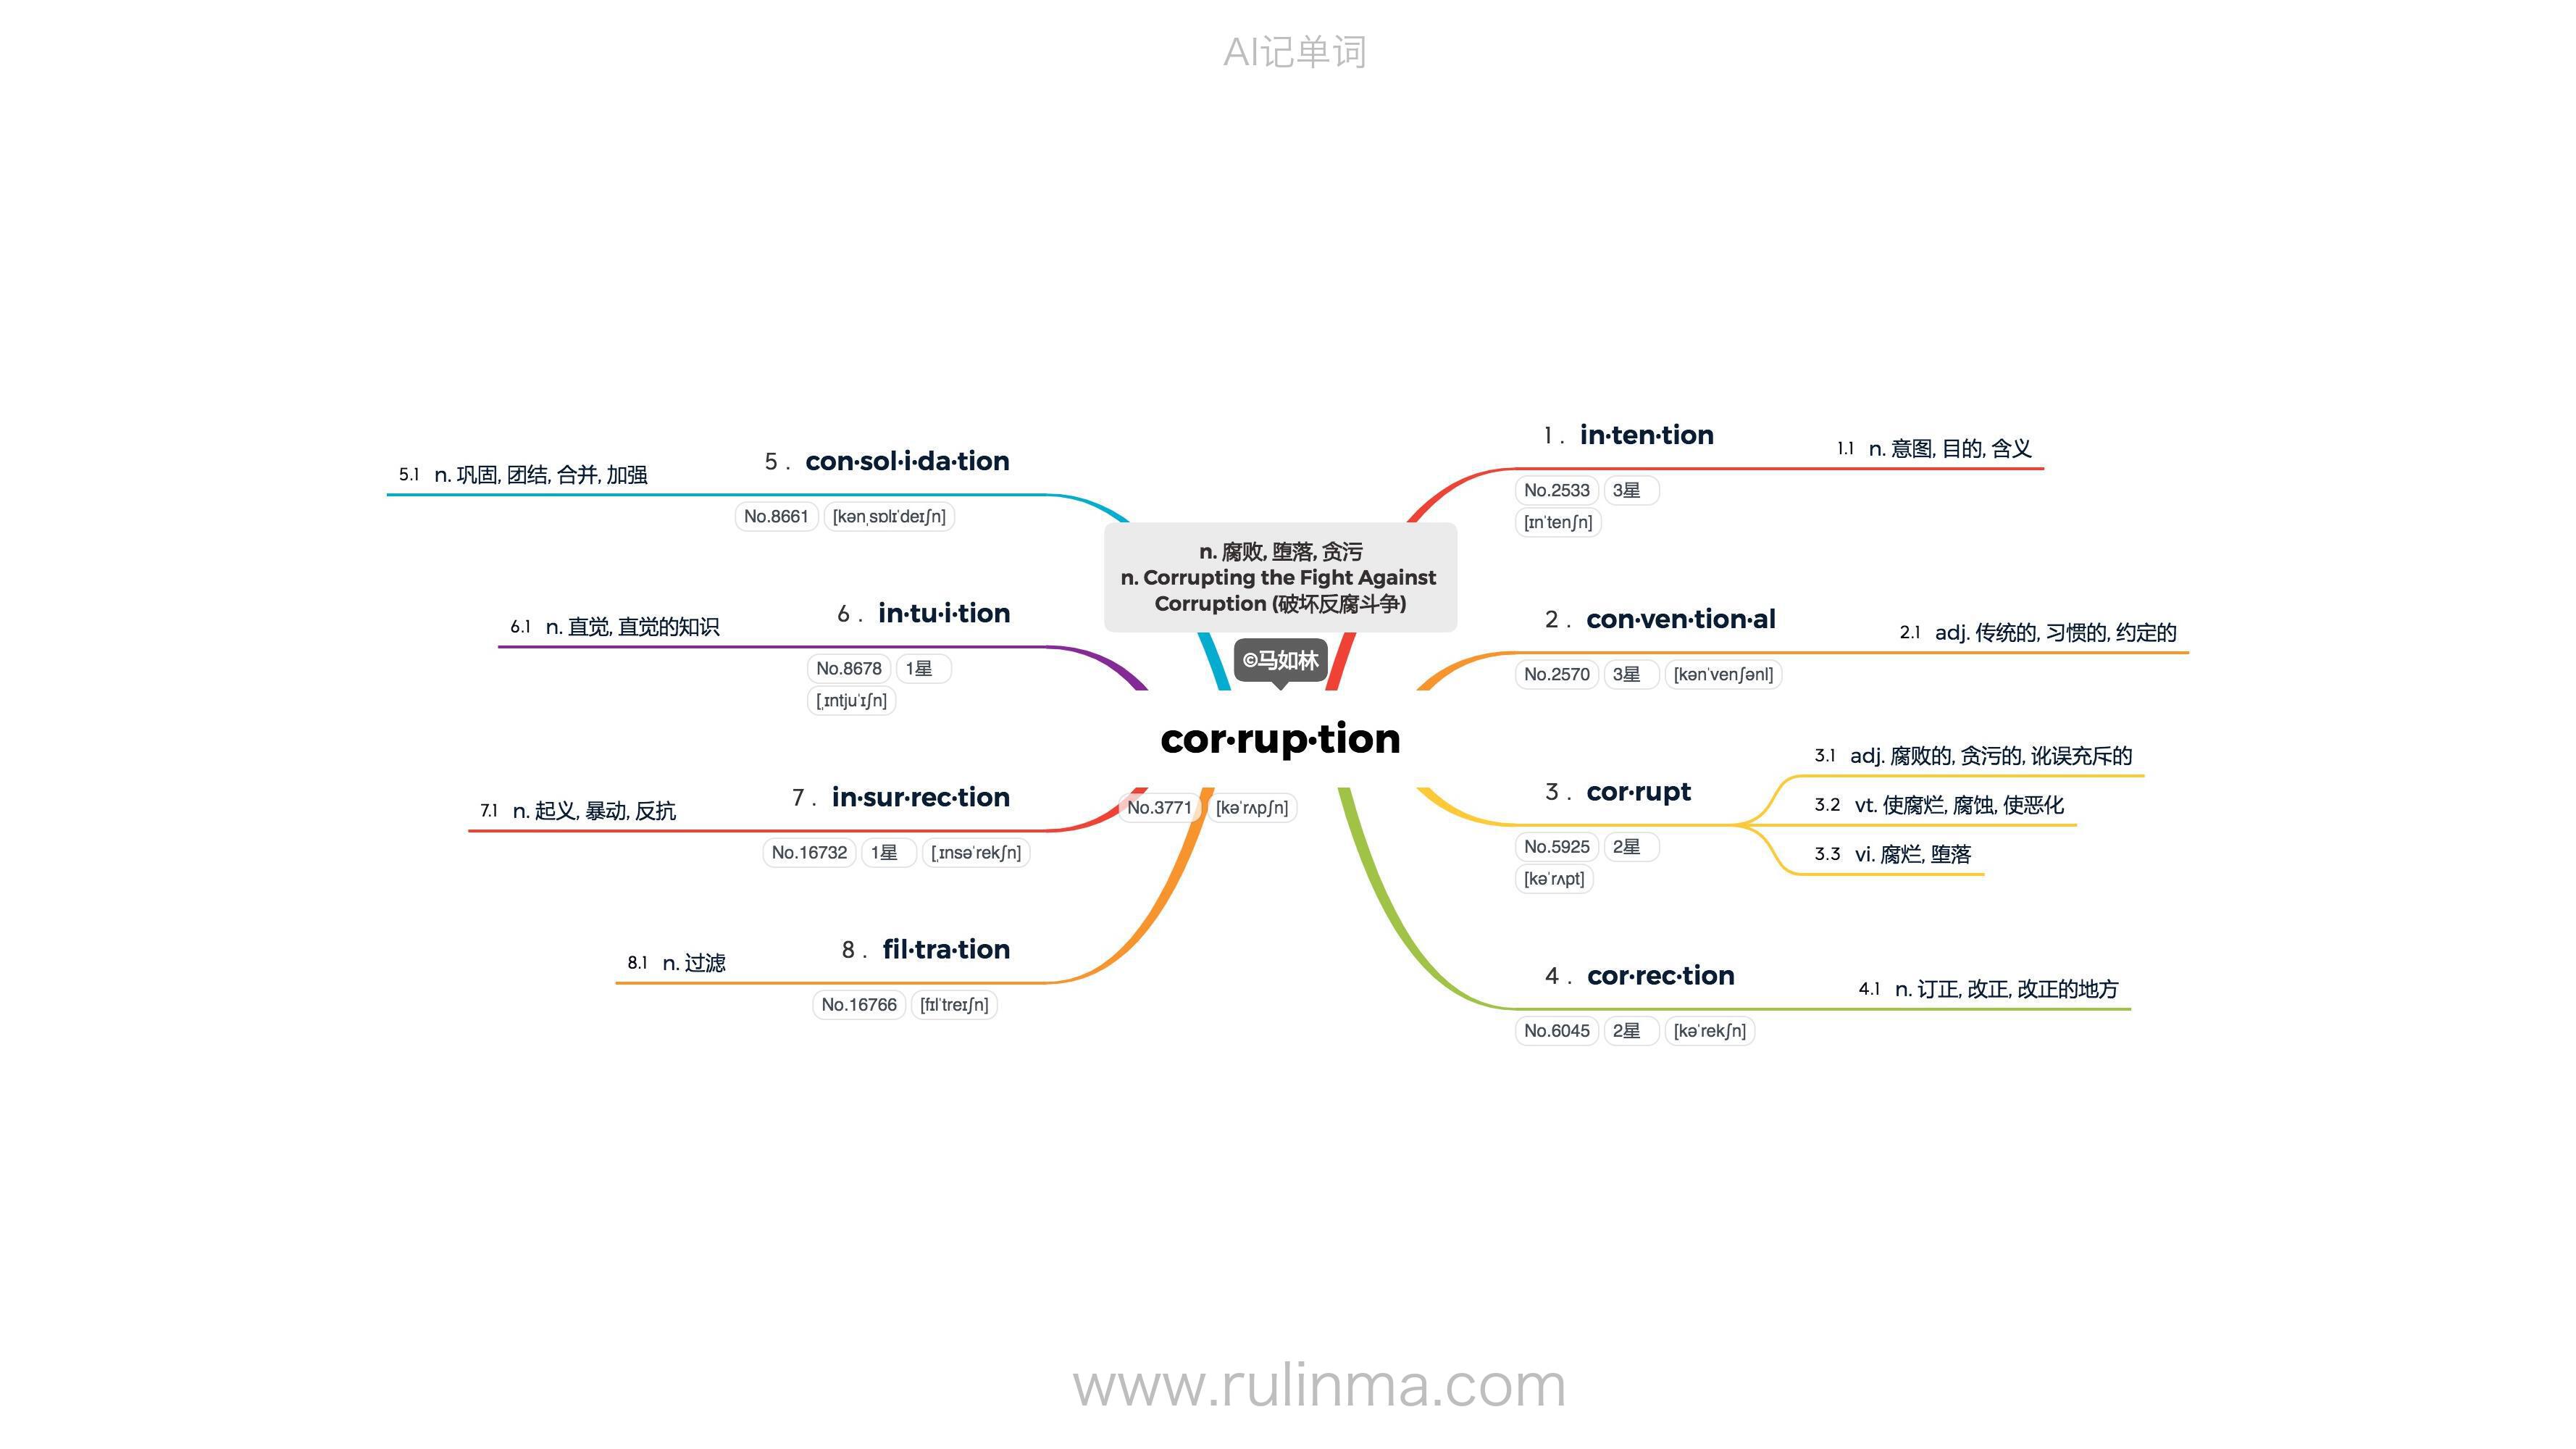 AI记单词
n. 腐败, 堕落, 贪污
n. Corrupting the Fight Against
Corruption (破坏反腐斗争)
©马如林
cor·rup·tion
No.3771 [kəˈrʌpʃn]
1 . in·ten·tion
No.2533 3星
[ɪnˈtenʃn]
1.1 n. 意图, 目的, 含义
2 . con·ven·tion·al
No.2570 3星 [kənˈvenʃənl]
2.1 adj. 传统的, 习惯的, 约定的
3 . cor·rupt
No.5925 2星
[kəˈrʌpt]
3.1 adj. 腐败的, 贪污的, 讹误充斥的
3.2 vt. 使腐烂, 腐蚀, 使恶化
3.3 vi. 腐烂, 堕落
4 . cor·rec·tion
No.6045 2星 [kəˈrekʃn]
4.1 n. 订正, 改正, 改正的地方
5 . con·sol·i·da·tion
No.8661 [kənˌsɒlɪˈdeɪʃn]
5.1 n. 巩固, 团结, 合并, 加强
6 . in·tu·i·tion
No.8678 1星
[ˌɪntjuˈɪʃn]
6.1 n. 直觉, 直觉的知识
7 . in·sur·rec·tion
No.16732 1星 [ˌɪnsəˈrekʃn]
7.1 n. 起义, 暴动, 反抗
8 . fil·tra·tion
No.16766 [fɪlˈtreɪʃn]
8.1 n. 过滤
www.rulinma.com